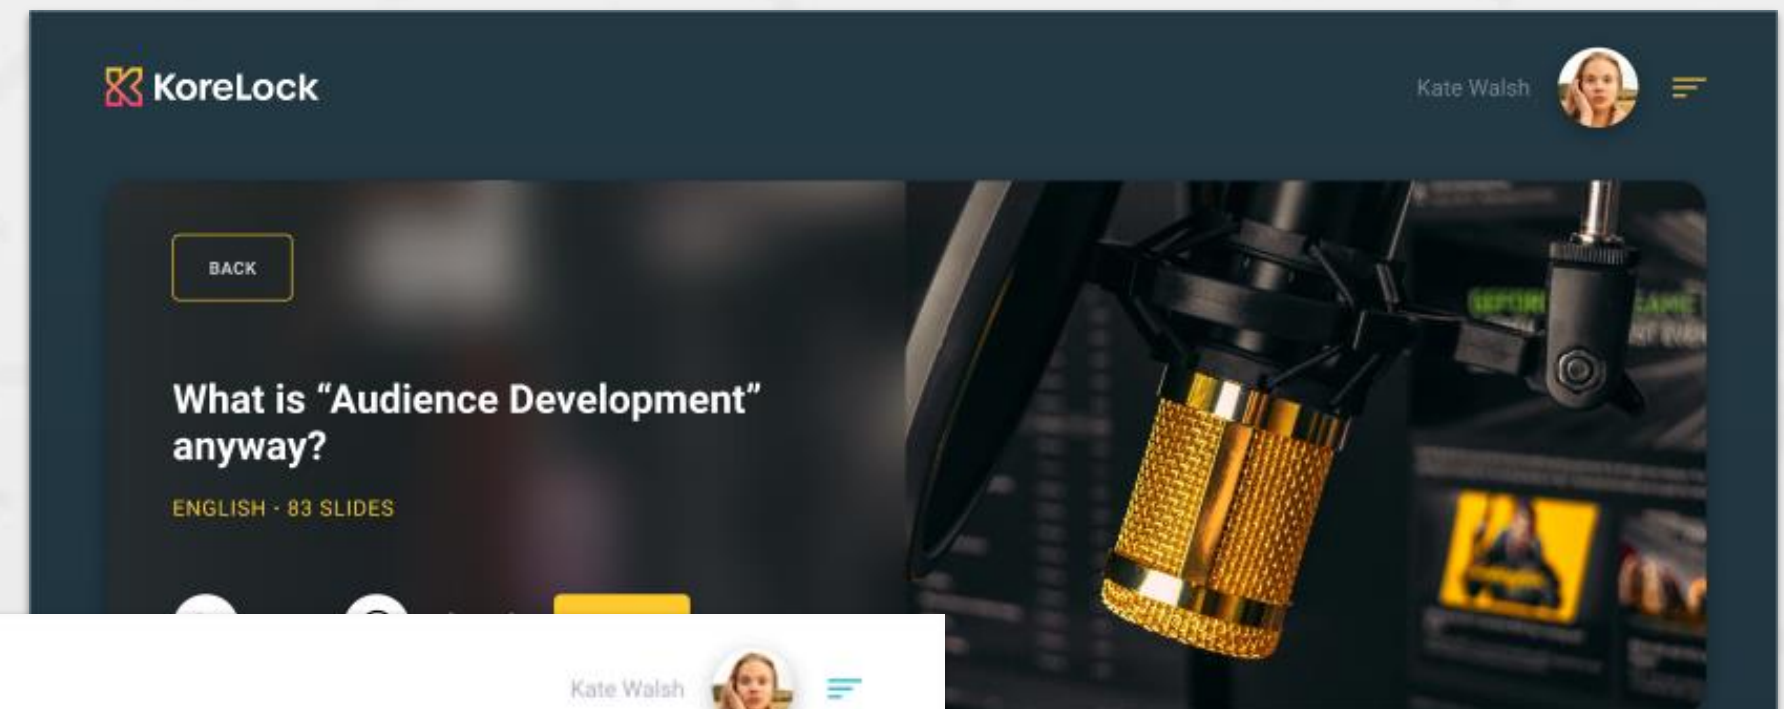 KoreLock
Kate Walsh
BACK
What is “Audience Development”
anyway?
ENGLISH · 83 SLIDES
Kate Walsh